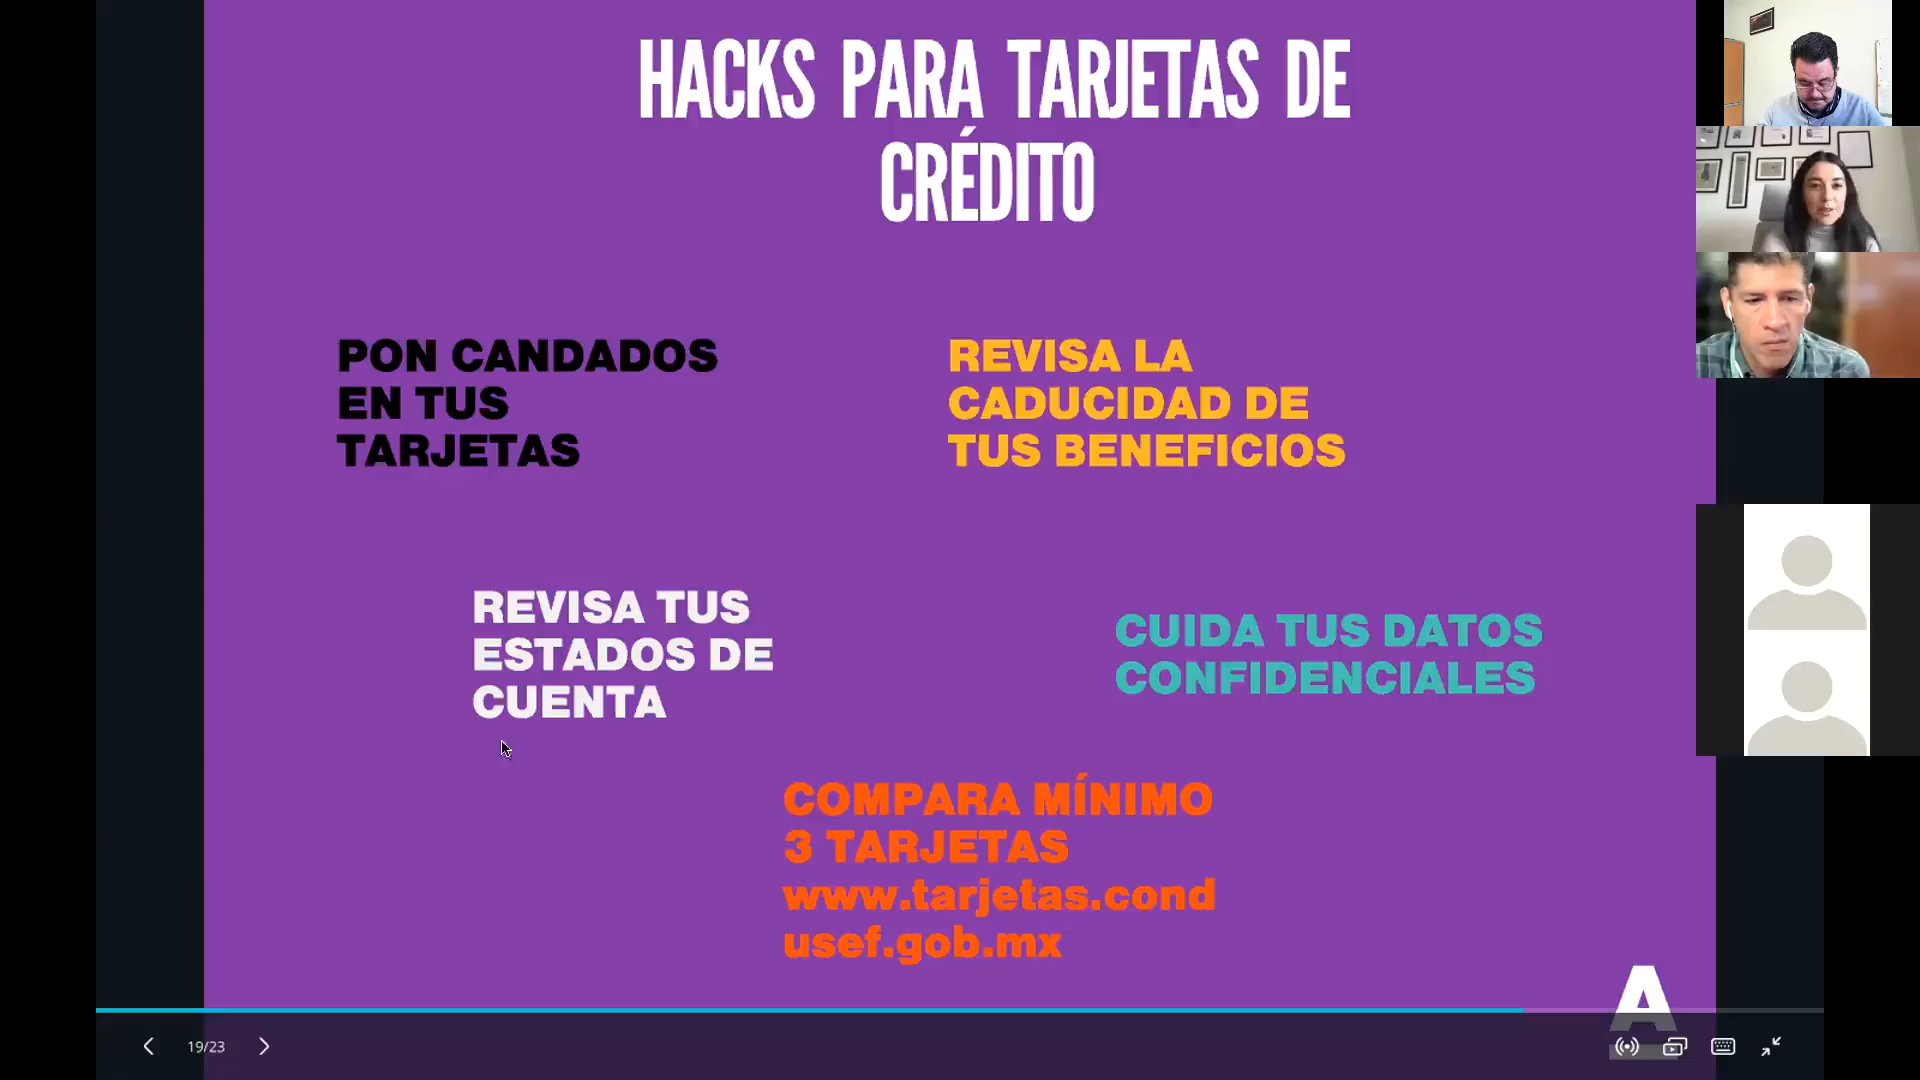 HACKS PARA TARJETAS DE
CRÉDITO
PON CANDADOS
EN TUS
TARJETAS
REVISA LA
CADUCIDAD DE
TUS BENEFICIOS
REVISA TUS
ESTADOS DE
CUENTA
CUIDA TUS DATOS
CONFIDENCIALES
COMPARA MÍNIMO
3 TARJETAS
www.tarjetas.cond
usef.gob.mx
A
19/23